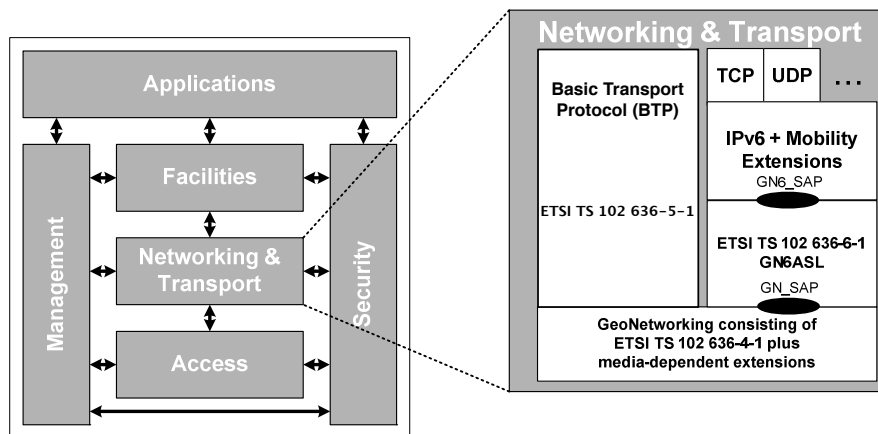 Applications
Management
Facilities
Networking &
Transport
Access
Security
Networking & Transport
Basic Transport
Protocol (BTP)
ETSI TS 102 636-5-1
TCP
UDP
...
IPv6 + Mobility
Extensions
GN6_SAP
ETSI TS 102 636-6-1
GN6ASL
GN_SAP
GeoNetworking consisting of
ETSI TS 102 636-4-1 plus
media-dependent extensions